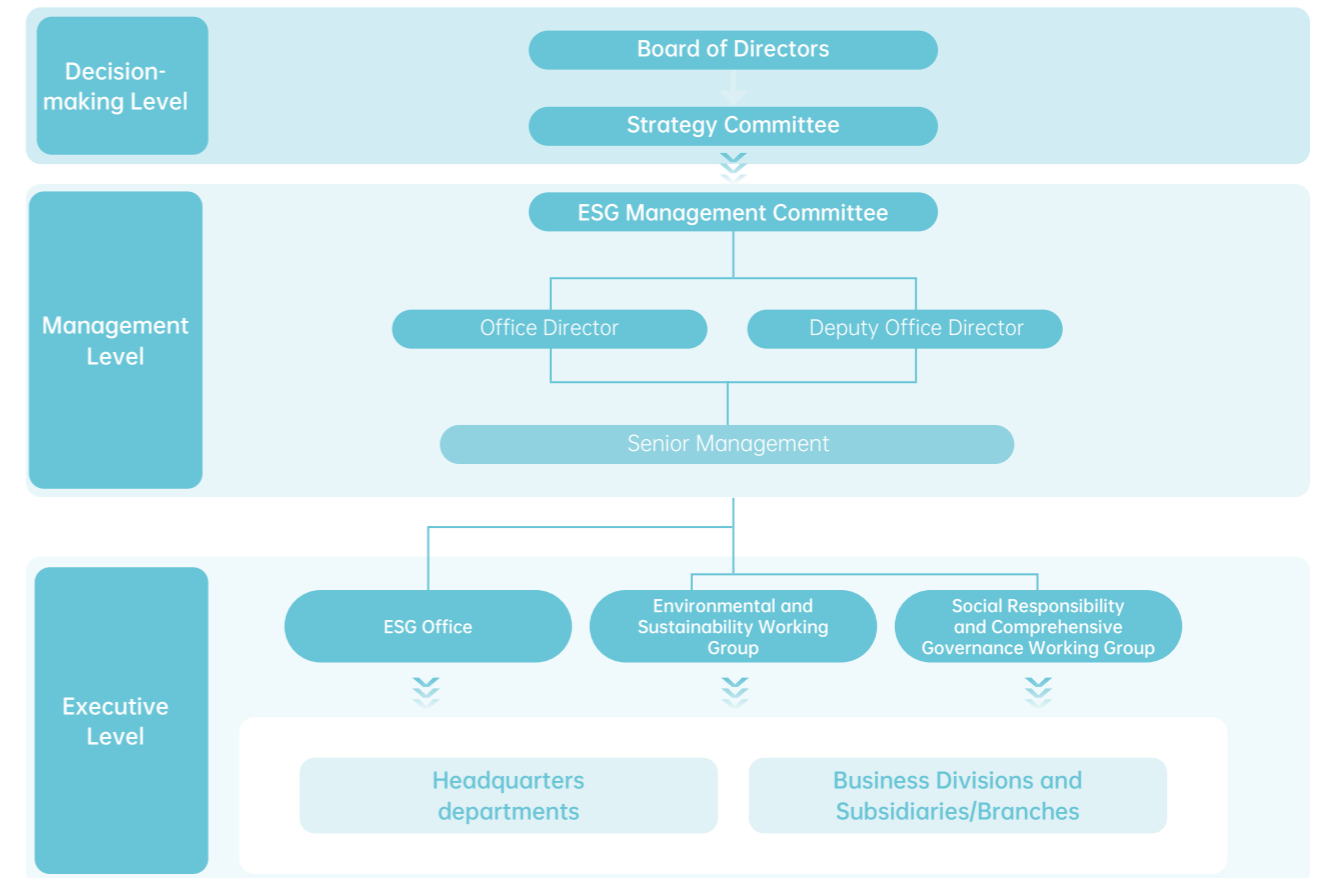 Decision-
making Level
Board of Directors
Strategy Committee
Management
Level
ESG Management Committee
Office Director
Deputy Office Director
Senior Management
Executive
Level
ESG Office
Environmental and
Sustainability Working
Group
Social Responsibility
and Comprehensive
Governance Working Group
Headquarters
departments
Business Divisions and
Subsidiaries/Branches